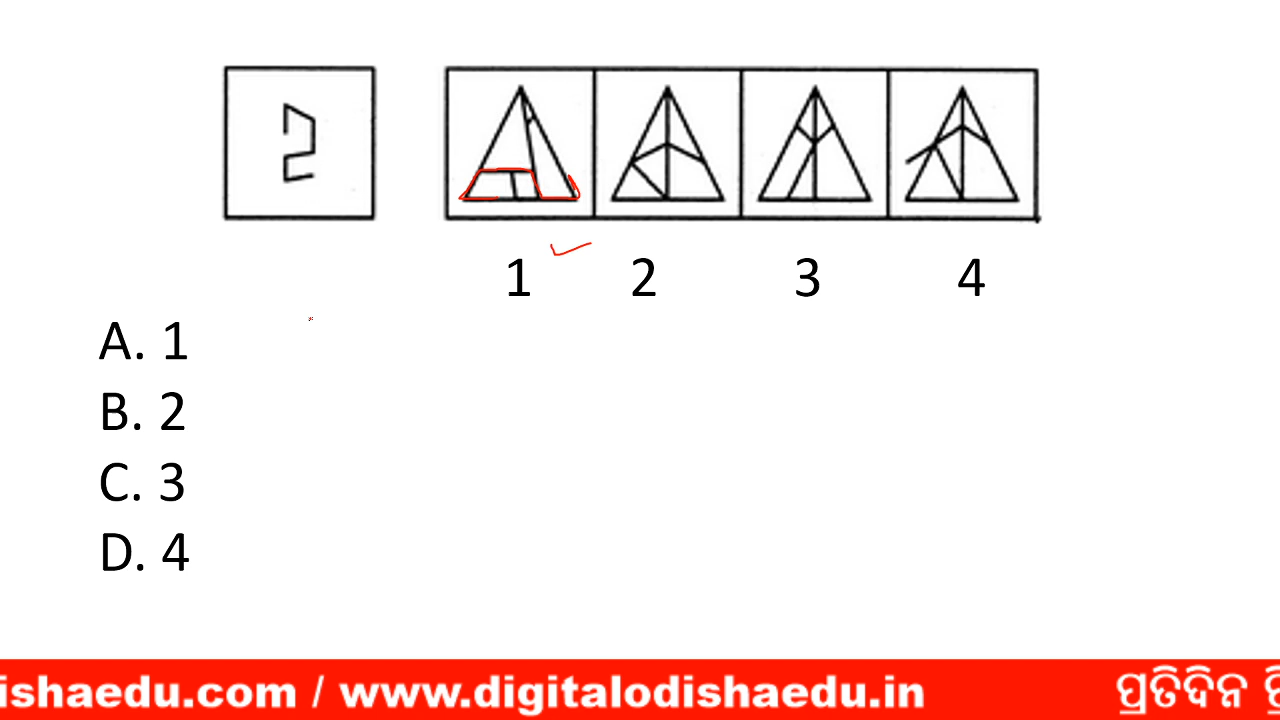 1 2 3 4
A. 1
B. 2
C. 3
D. 4
ishaedu.com / www.digitalodishaedu.in ପ୍ରତିଦିନ